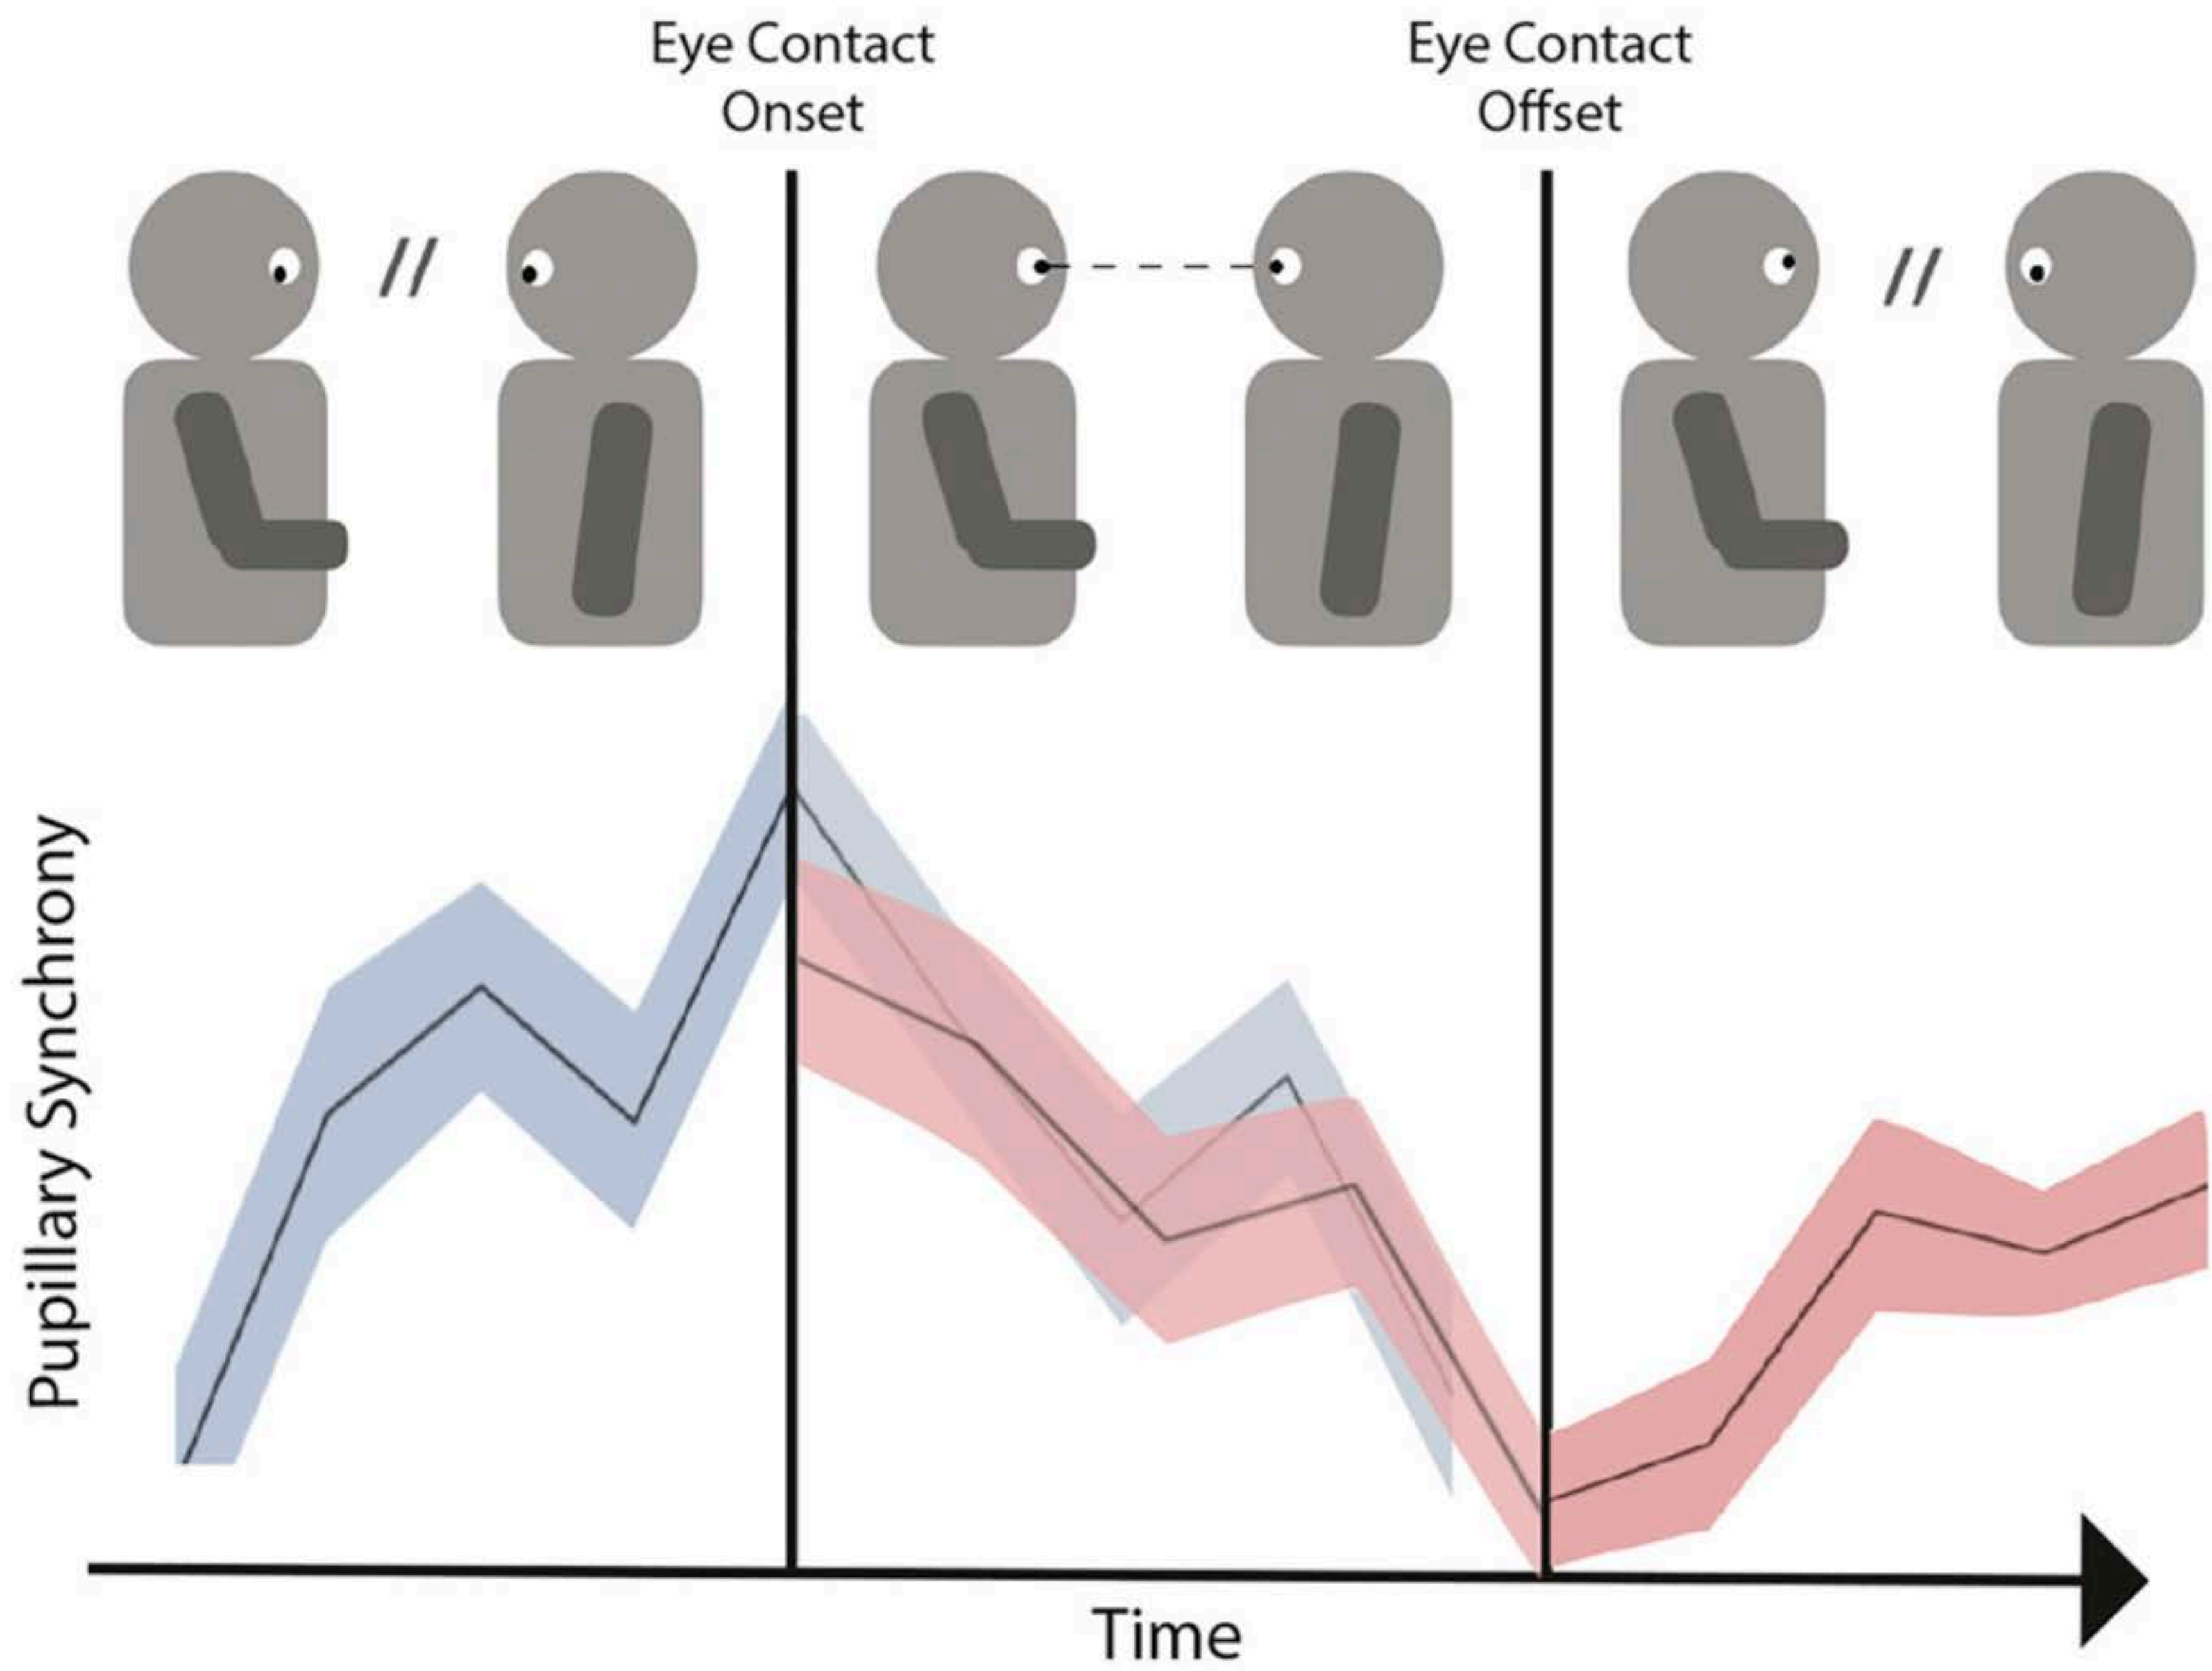 Eye Contact
Onset
Eye Contact
Offset
//
//
Pupillary Synchrony
Time